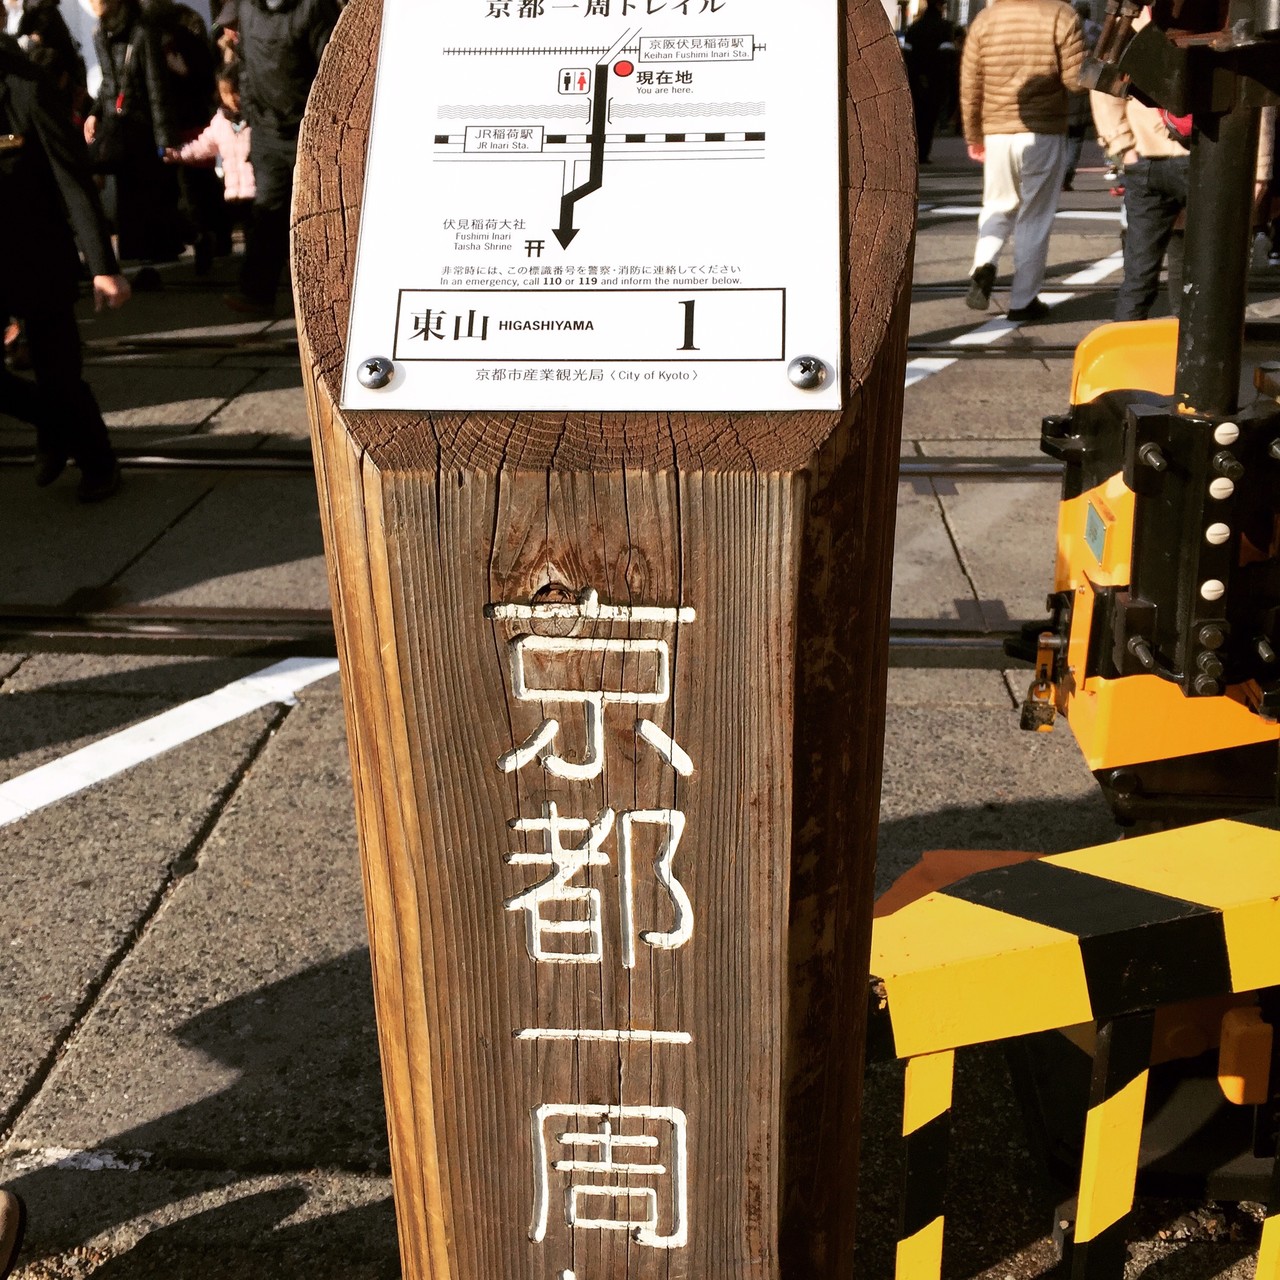 京都一周トレイル
京阪伏見稲荷駅
Keihan Fushimi Inari Sta.
現在地
You are here.
JR稲荷駅
JR Inari Sta.
伏見稲荷大社
Fushimi Inari
Taisha Shrine
非常時には、この標識番号を警察・消防に連絡してください
In an emergency, call 110 or 119 and inform the number below.
東山 HIGASHIYAMA 1
京都市産業観光局〈City of Kyoto〉
京都一周